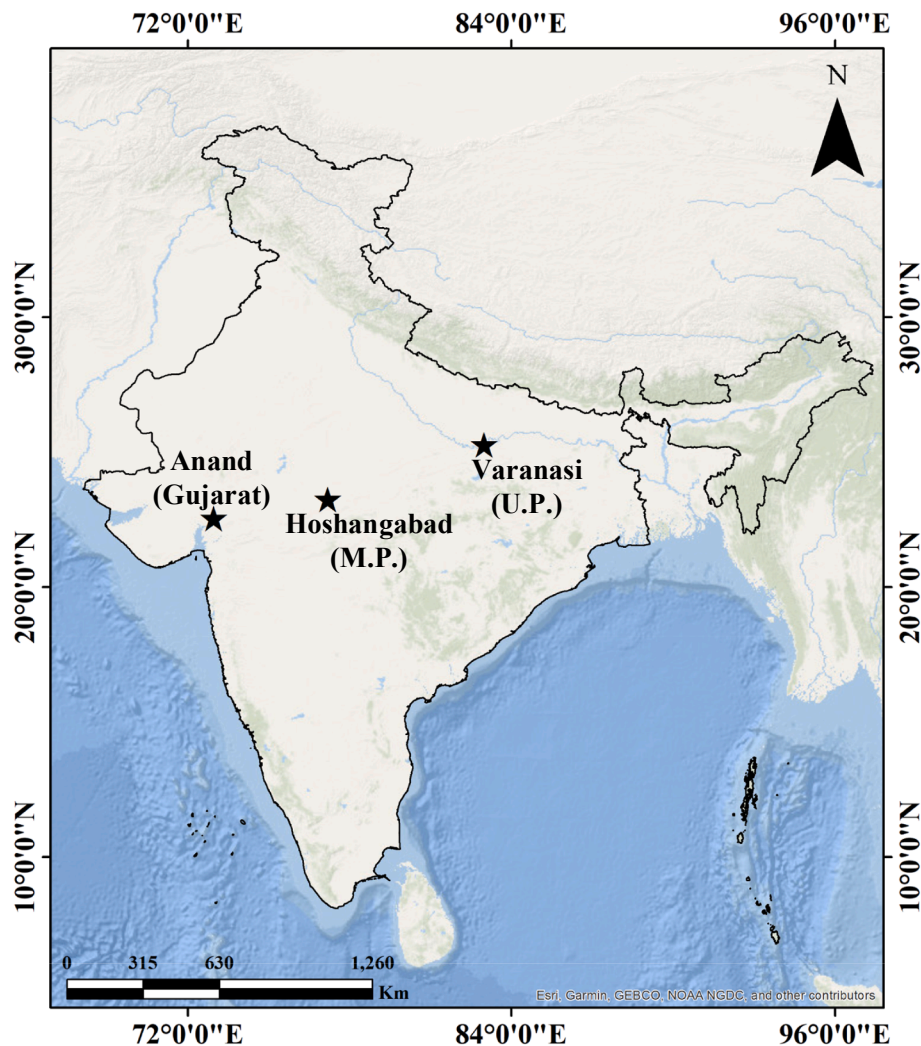 72°0'0"E 84°0'0"E 96°0'0"E
N
30°0'0"N 30°0'0"N
Anand
(Gujarat)
Varanasi
(U.P.)
Hoshangabad
(M.P.)
20°0'0"N 20°0'0"N
10°0'0"N 10°0'0"N
0 315 630 1,260
Km
Esri, Garmin, GEBCO, NOAA NGDC, and other contributors
72°0'0"E 84°0'0"E 96°0'0"E